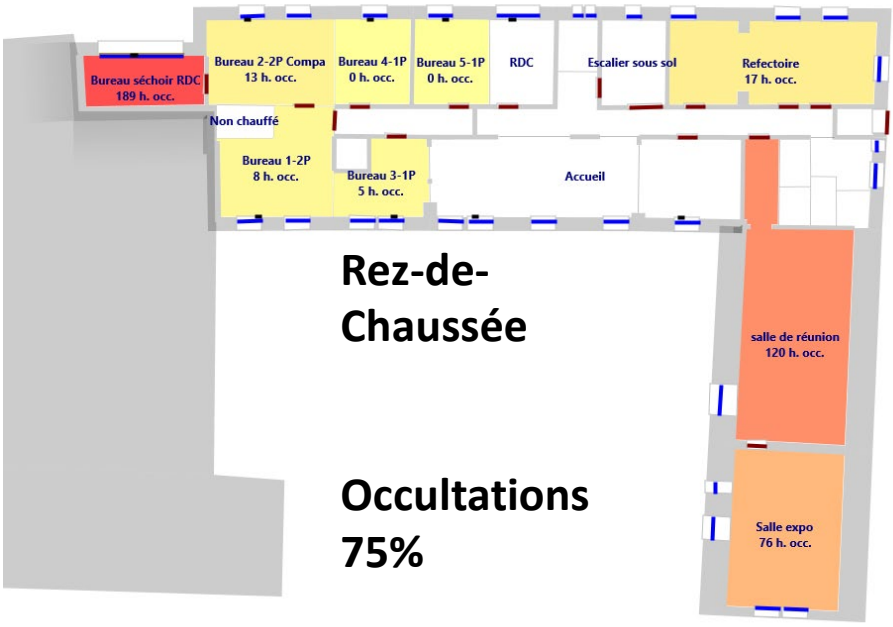 Bureau 2-2P Compa
13 h. occ.
Bureau 4-1P
0 h. occ.
Bureau 5-1P
0 h. occ.
RDC
Escalier sous sol
Refectoire
17 h. occ.
Bureau séchoir RDC
189 h. occ.
Non chauffé
Bureau 1-2P
8 h. occ.
Bureau 3-1P
5 h. occ.
Accueil
Rez-de-
Chaussée
salle de réunion
120 h. occ.
Occultations
75%
Salle expo
76 h. occ.